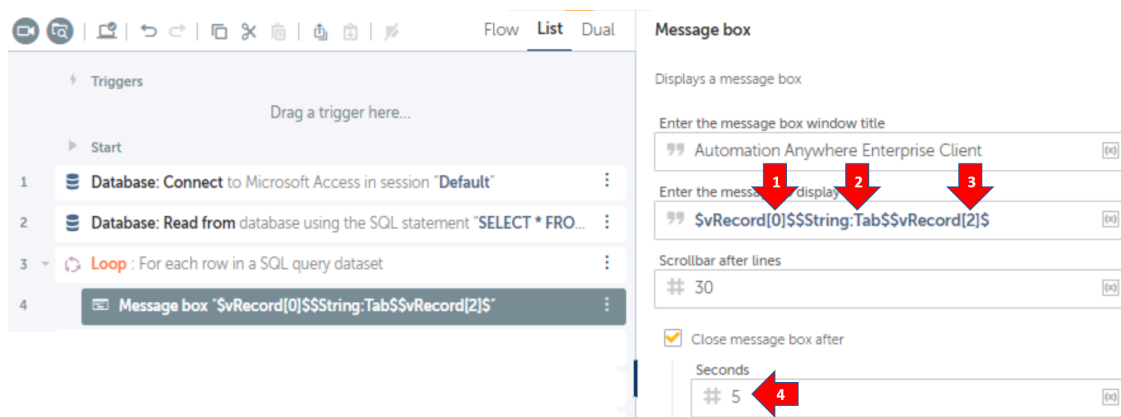 Flow List Dual
Triggers
Drag a trigger here...
Start
1 Database: Connect to Microsoft Access in session "Default"
2 Database: Read from database using the SQL statement "SELECT * FRO...
3 Loop : For each row in a SQL query dataset
4 Message box "$vRecord[0]$$String:Tab$$vRecord[2]$"
Message box
Displays a message box
Enter the message box window title
Automation Anywhere Enterprise Client
(x)
1 2 3
Enter the message display
$vRecord[0]$$String:Tab$$vRecord[2]$
(x)
Scrollbar after lines
# 30
(x)
Close message box after
Seconds
# 5
4
(x)